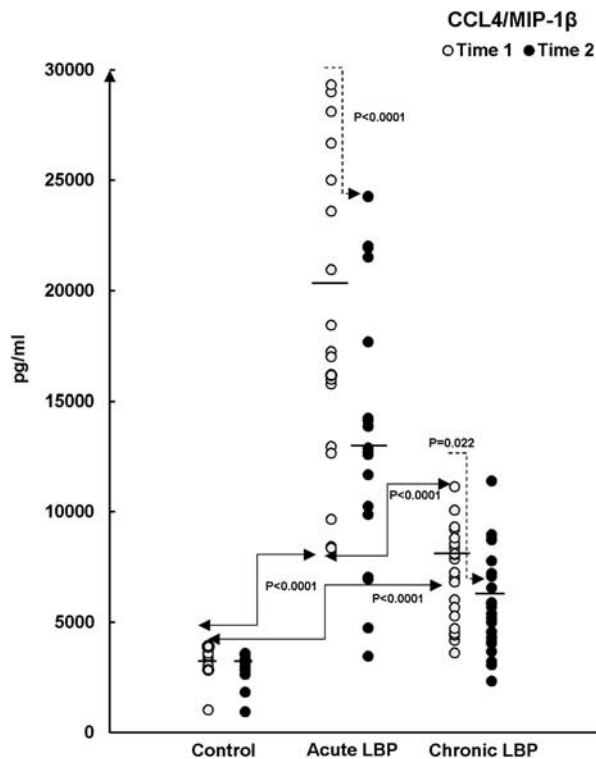 CCL4/MIP-1β
Time 1 Time 2
30000
P<0.0001
25000
20000
pg/ml
15000
P=0.022
10000
P<0.0001
P<0.0001
P<0.0001
5000
0
Control Acute LBP Chronic LBP